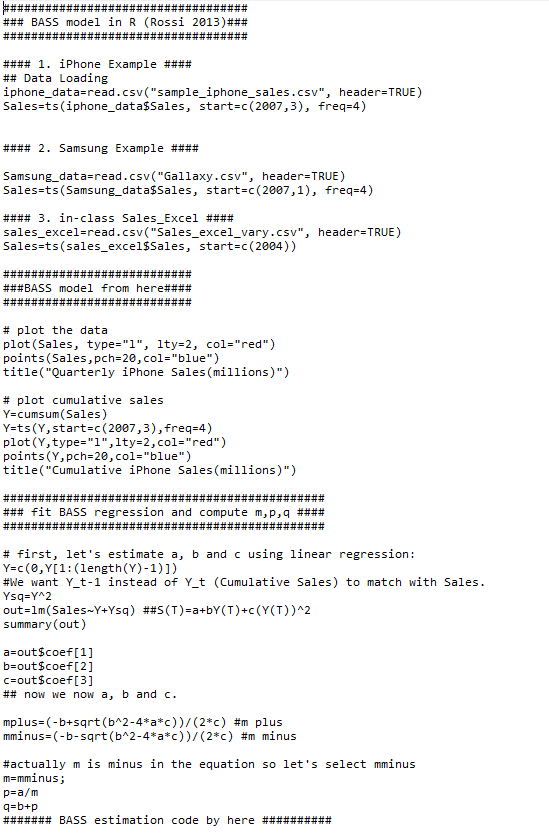 ###################################
### BASS model in R (Rossi 2013)###
###################################
#### 1. iPhone Example ####
## Data Loading
iphone_data=read.csv("sample_iphone_sales.csv", header=TRUE)
Sales=ts(iphone_data$Sales, start=c(2007,3), freq=4)
#### 2. Samsung Example ####
Samsung_data=read.csv("Gallaxy.csv", header=TRUE)
Sales=ts(Samsung_data$Sales, start=c(2007,1), freq=4)
#### 3. in-class Sales_Excel ####
sales_excel=read.csv("Sales_excel_vary.csv", header=TRUE)
Sales=ts(sales_excel$Sales, start=c(2004))
###########################
###BASS model from here####
###########################
# plot the data
plot(Sales, type="l", lty=2, col="red")
points(Sales,pch=20,col="blue")
title("Quarterly iPhone Sales(millions)")
# plot cumulative sales
Y=cumsum(Sales)
Y=ts(Y,start=c(2007,3),freq=4)
plot(Y,type="l",lty=2,col="red")
points(Y,pch=20,col="blue")
title("Cumulative iPhone Sales(millions)")
##############################################
### fit BASS regression and compute m,p,q ####
##############################################
# first, let's estimate a, b and c using linear regression:
Y=c(0,Y[1:(length(Y)-1)])
#We want Y_t-1 instead of Y_t (Cumulative Sales) to match with Sales.
Ysq=Y^2
out=lm(Sales~Y+Ysq) ##S(T)=a+bY(T)+c(Y(T))^2
summary(out)
a=out$coef[1]
b=out$coef[2]
c=out$coef[3]
## now we now a, b and c.
mplus=(-b+sqrt(b^2-4*a*c))/(2*c) #m plus
mminus=(-b-sqrt(b^2-4*a*c))/(2*c) #m minus
#actually m is minus in the equation so let's select mminus
m=mminus;
p=a/m
q=b+p
####### BASS estimation code by here ##########